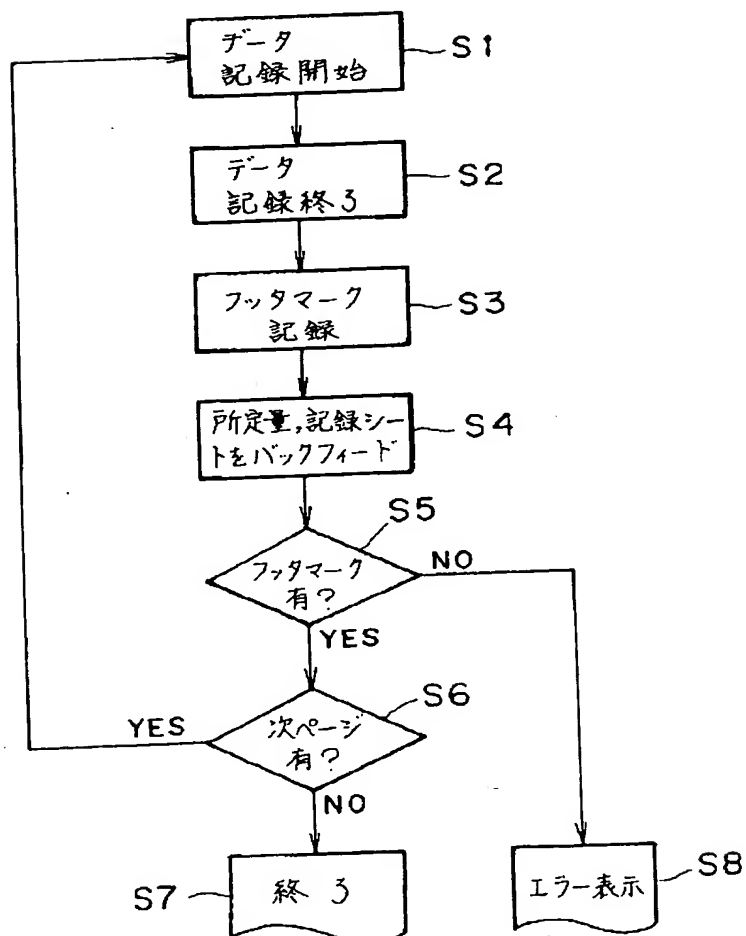 データ
記録開始
S1
データ
記録終了
S2
フッタマーク
記録
S3
所定量,記録シー
トをバックフィード
S4
S5
フッタマーク
有?
NO
YES
S6
次ページ
有?
YES
NO
S7
終了
エラー表示
S8